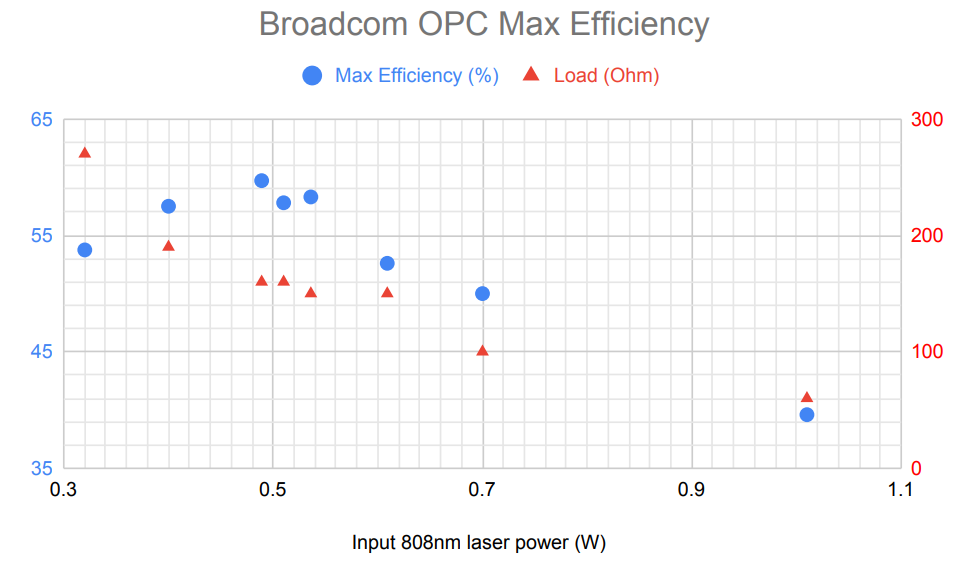 Broadcom OPC Max Efficiency
Max Efficiency (%) Load (Ohm)
65 300
55 200
45 100
35 0
0.3 0.5 0.7 0.9 1.1
Input 808nm laser power (W)